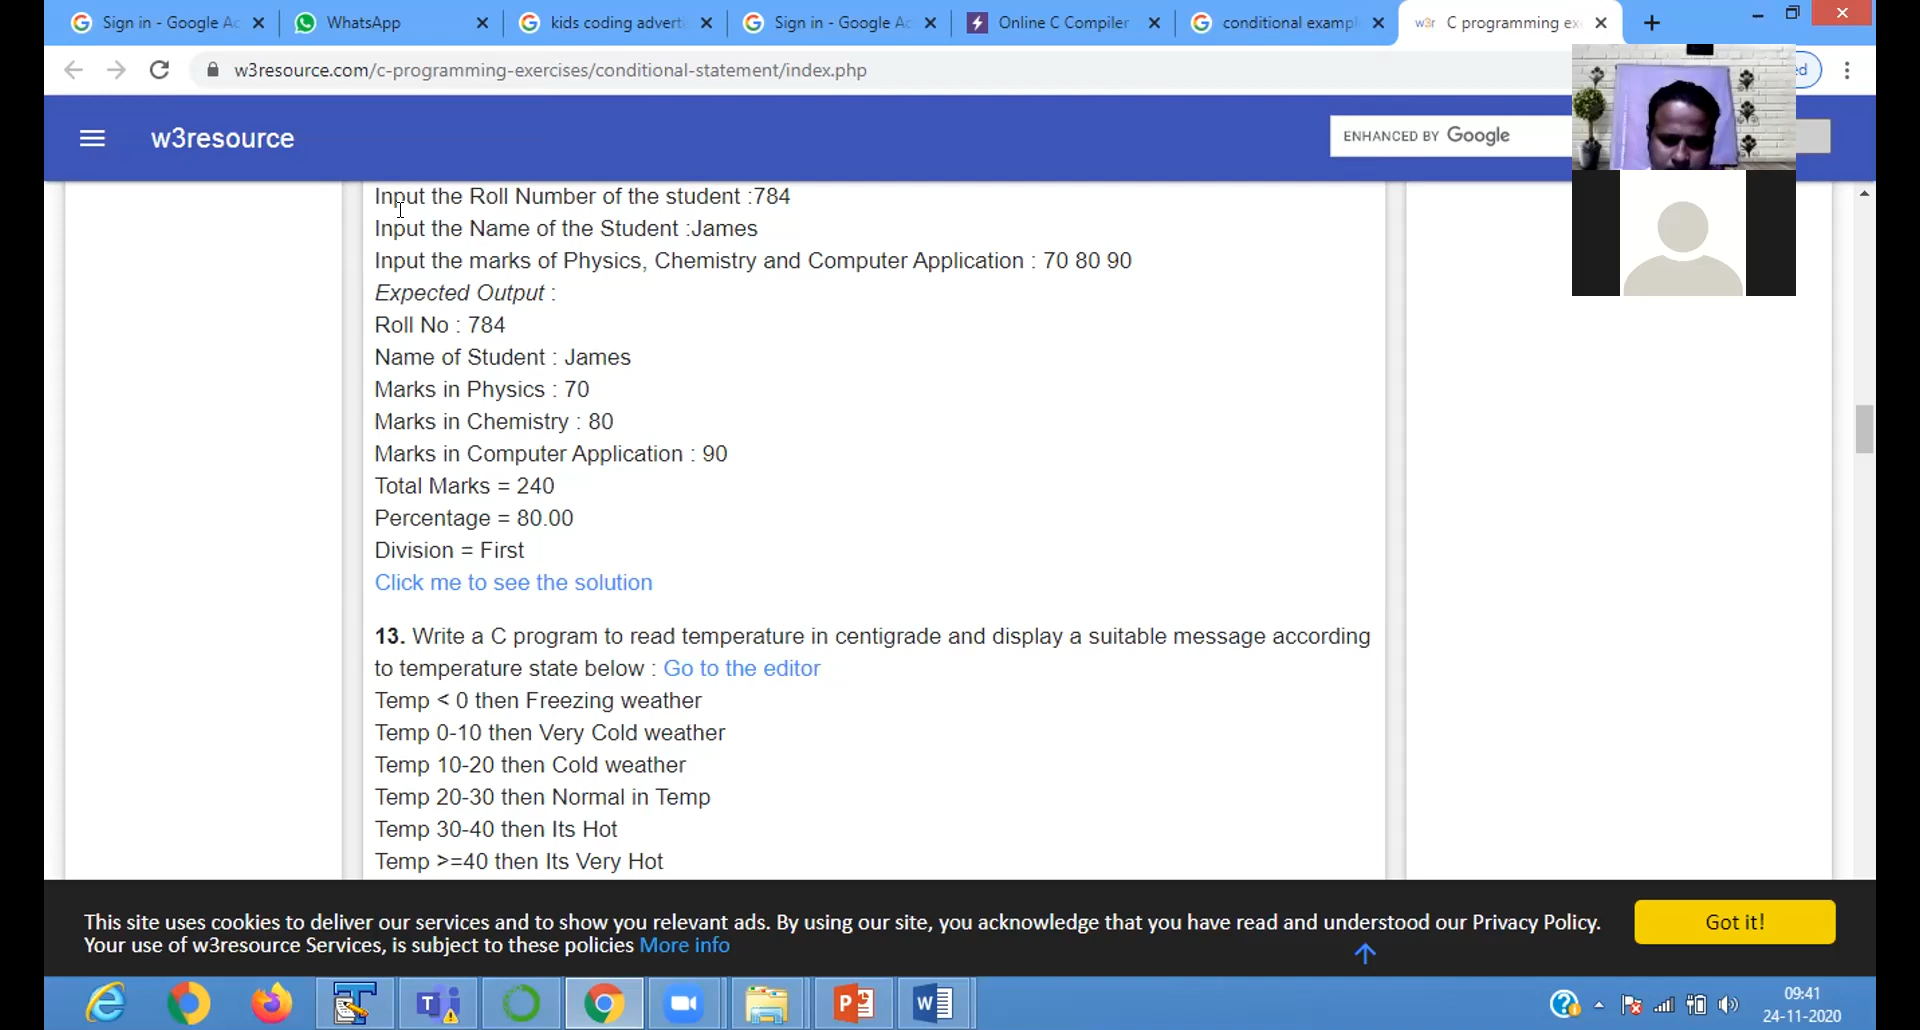 Sign in - Google Ac
WhatsApp
kids coding adverti
Sign in - Google Ac
Online C Compiler
conditional exampl
w3r C programming ex
w3resource.com/c-programming-exercises/conditional-statement/index.php
ed
w3resource
ENHANCED BY Google
Input the Roll Number of the student :784
Input the Name of the Student :James
Input the marks of Physics, Chemistry and Computer Application : 70 80 90
Expected Output :
Roll No : 784
Name of Student : James
Marks in Physics : 70
Marks in Chemistry : 80
Marks in Computer Application : 90
Total Marks = 240
Percentage = 80.00
Division = First
Click me to see the solution
13. Write a C program to read temperature in centigrade and display a suitable message according
to temperature state below : Go to the editor
Temp < 0 then Freezing weather
Temp 0-10 then Very Cold weather
Temp 10-20 then Cold weather
Temp 20-30 then Normal in Temp
Temp 30-40 then Its Hot
Temp >=40 then Its Very Hot
This site uses cookies to deliver our services and to show you relevant ads. By using our site, you acknowledge that you have read and understood our Privacy Policy.
Your use of w3resource Services, is subject to these policies More info
Got it!
09:41
24-11-2020